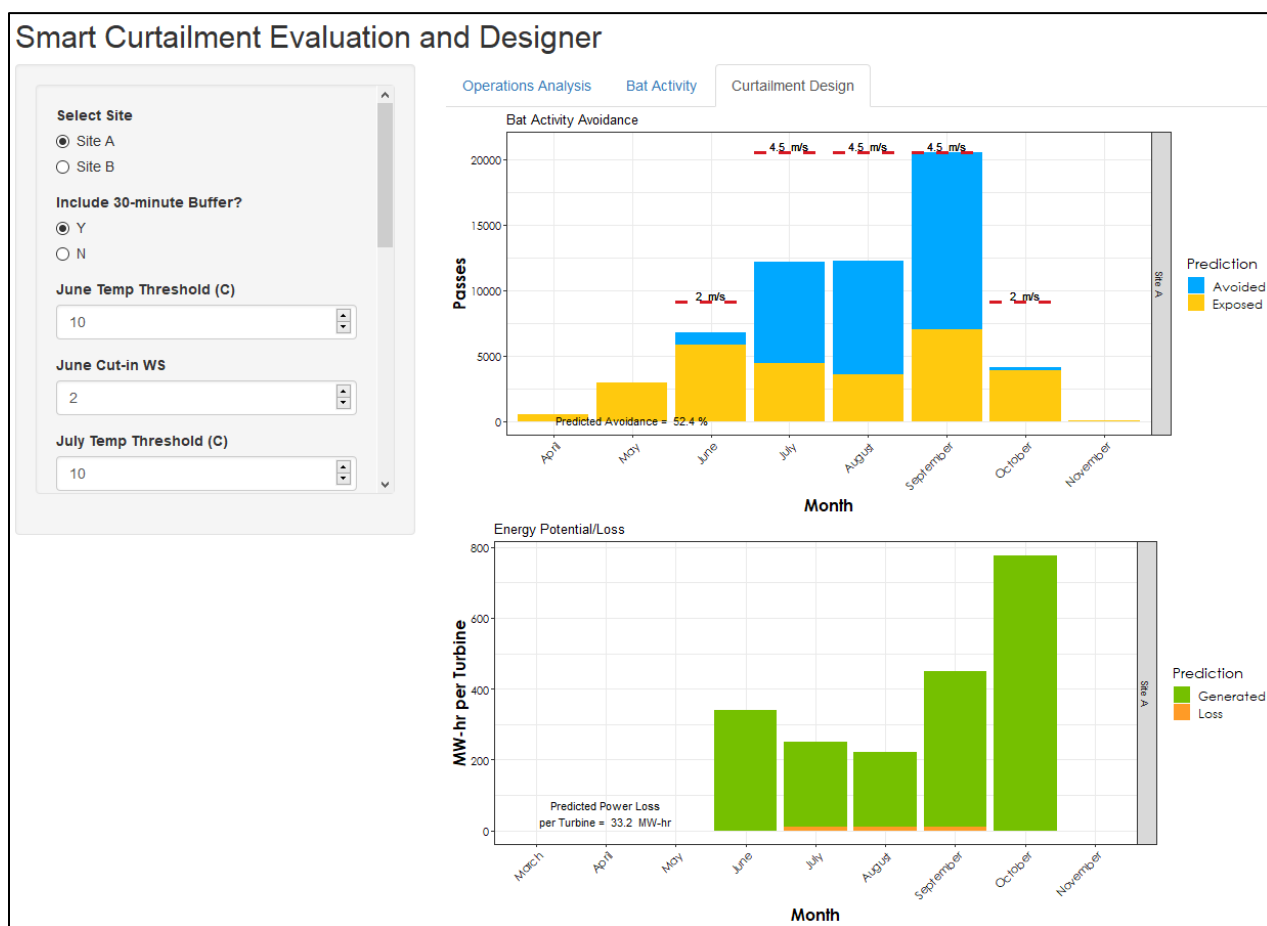 Smart Curtailment Evaluation and Designer
Select Site
Site A
Site B
Include 30-minute Buffer?
Y
N
June Temp Threshold (C)
10
June Cut-in WS
2
July Temp Threshold (C)
10
Operations Analysis
Bat Activity
Curtailment Design
Bat Activity Avoidance
20000
15000
10000
5000
0
Passes
2 m/s
4.5 m/s
4.5 m/s
4.5 m/s
2 m/s
Predicted Avoidance = 52.4 %
April
May
June
July
August
September
October
November
Month
Site A
Prediction
Avoided
Exposed
Energy Potential/Loss
800
600
400
200
0
MW-hr per Turbine
Predicted Power Loss
per Turbine = 33.2 MW-hr
March
April
May
June
July
August
September
October
November
Month
Site A
Prediction
Generated
Loss